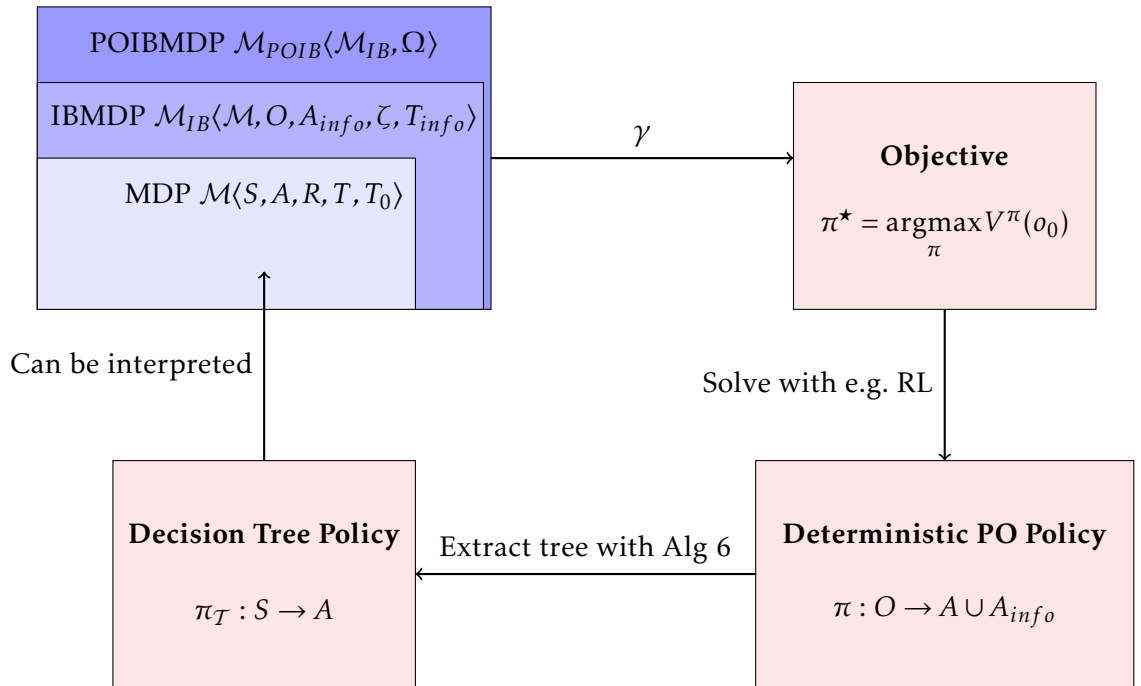 POIBMDP ℳ_{POIB}⟨ℳ_{IB}, Ω⟩
IBMDP ℳ_{IB}⟨ℳ, O, A_{info}, ζ, T_{info}⟩
MDP ℳ⟨S, A, R, T, T_0⟩
γ
Objective
π^⋆ = argmax V^π(o_0)
π
Can be interpreted
Solve with e.g. RL
Decision Tree Policy
π_𝒯 : S → A
Extract tree with Alg 6
Deterministic PO Policy
π : O → A ∪ A_{info}